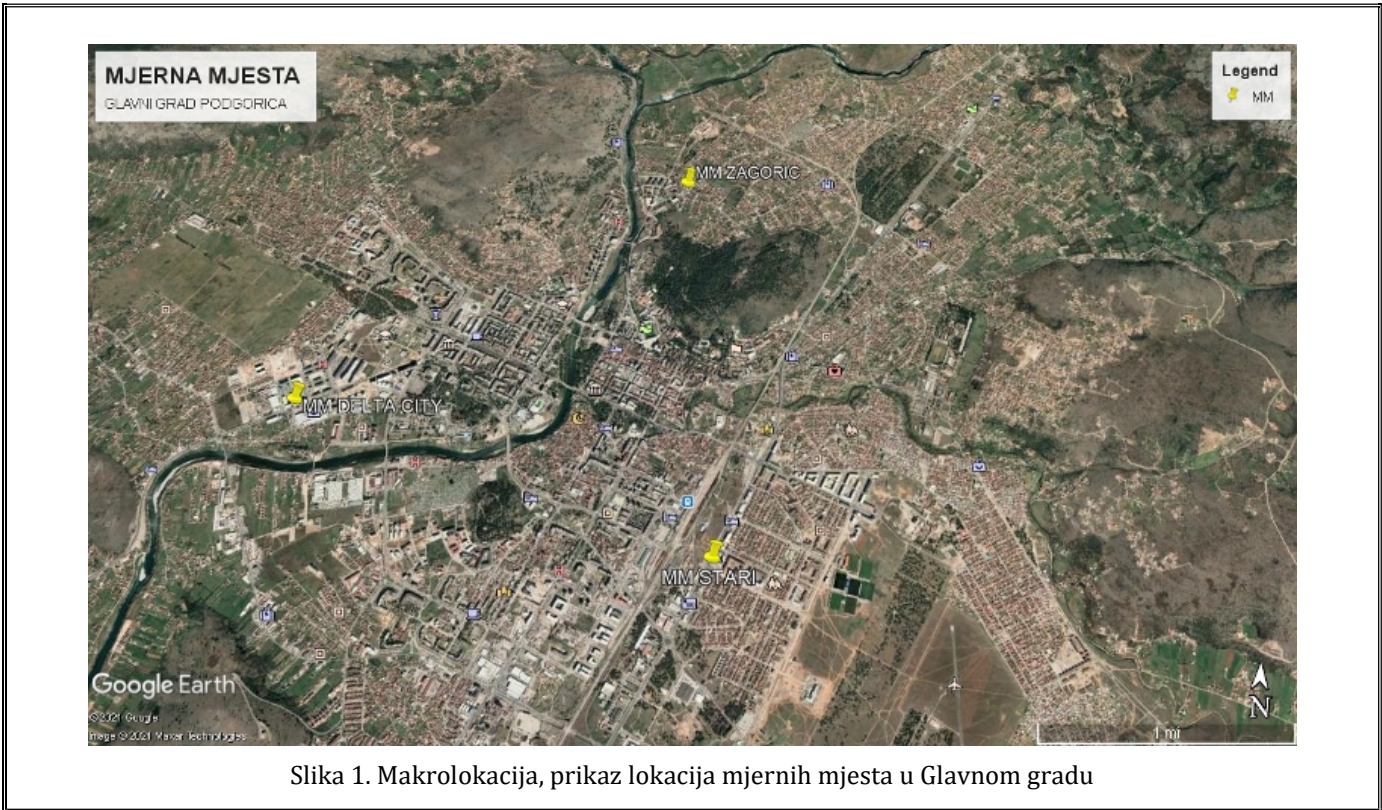 MJERNA MJESTA
GLAVNI GRAD PODGORICA
Legend
MM
MM ZAGORIC
MM DELTA CITY
MM STARI
Google Earth
©2021 Google
Image © 2021 Maxar Technologies
N
1 mi
Slika 1. Makrolokacija, prikaz lokacija mjernih mjesta u Glavnom gradu